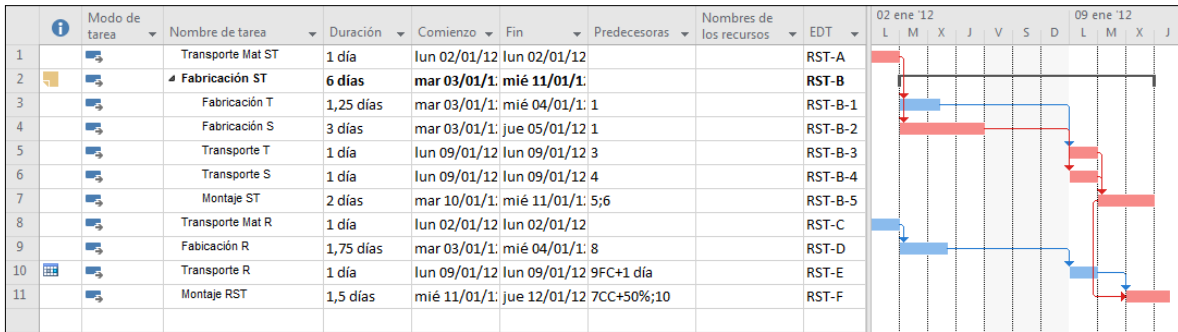 Modo de tarea Nombre de tarea Duración Comienzo Fin Predecesoras Nombres de los recursos EDT 02 ene '12 09 ene '12
L M X J V S D L M X J
1 Transporte Mat ST 1 día lun 02/01/12 lun 02/01/12 RST-A
2 Fabricación ST 6 días mar 03/01/1 mié 11/01/1 RST-B
3 Fabricación T 1,25 días mar 03/01/1 mié 04/01/1 1 RST-B-1
4 Fabricación S 3 días mar 03/01/1 jue 05/01/1 1 RST-B-2
5 Transporte T 1 día lun 09/01/12 lun 09/01/12 3 RST-B-3
6 Transporte S 1 día lun 09/01/12 lun 09/01/12 4 RST-B-4
7 Montaje ST 2 días mar 10/01/1 mié 11/01/1 5;6 RST-B-5
8 Transporte Mat R 1 día lun 02/01/12 lun 02/01/12 RST-C
9 Fabicación R 1,75 días mar 03/01/1 mié 04/01/1 8 RST-D
10 Transporte R 1 día lun 09/01/12 lun 09/01/12 9FC+1 día RST-E
11 Montaje RST 1,5 días mié 11/01/1 jue 12/01/1 7CC+50%;10 RST-F